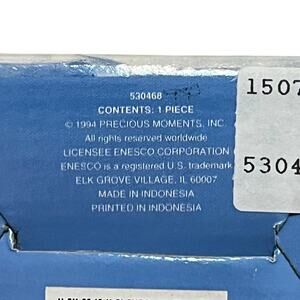 530468
CONTENTS: 1 PIECE
© 1994 PRECIOUS MOMENTS, INC.
All rights reserved worldwide
LICENSEE ENESCO CORPORATION
ENESCO is a registered U.S. trademark
ELK GROVE VILLAGE, IL 60007
MADE IN INDONESIA
PRINTED IN INDONESIA
1507
5304